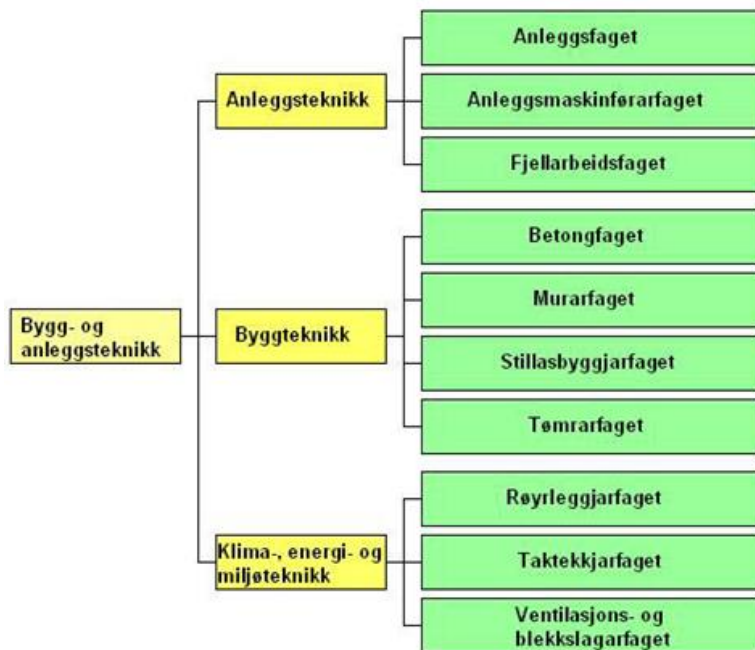 Bygg- og
anleggsteknikk
Anleggsteknikk
Anleggsfaget
Anleggsmaskinførarfaget
Fjellarbeidsfaget
Byggteknikk
Betongfaget
Murarfaget
Stillasbyggjarfaget
Tømrarfaget
Klima-, energi- og
miljøteknikk
Røyrleggjarfaget
Taktekkjarfaget
Ventilasjons- og
blekkslagarfaget